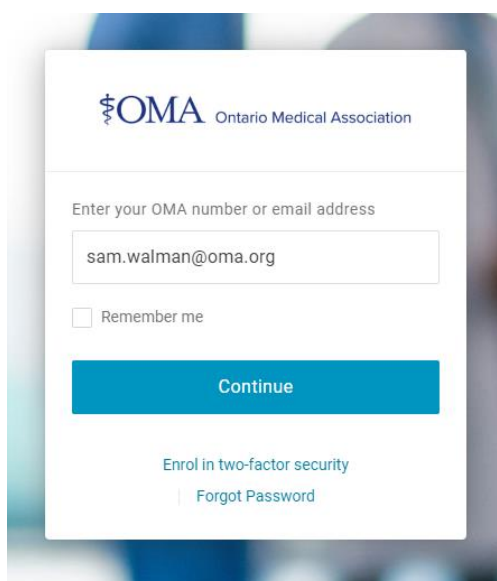 OMA Ontario Medical Association
Enter your OMA number or email address
sam.walman@oma.org
Remember me
Continue
Enrol in two-factor security
Forgot Password